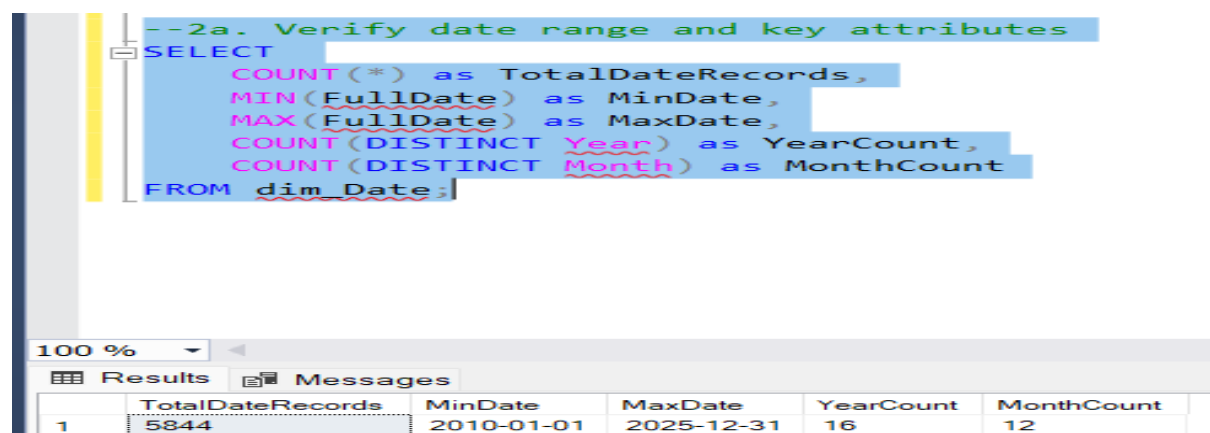 --2a. Verify date range and key attributes
SELECT
COUNT(*) as TotalDateRecords,
MIN(FullDate) as MinDate,
MAX(FullDate) as MaxDate,
COUNT(DISTINCT Year) as YearCount,
COUNT(DISTINCT Month) as MonthCount
FROM dim_Date;
100 %
Results Messages
TotalDateRecords MinDate MaxDate YearCount MonthCount
1 5844 2010-01-01 2025-12-31 16 12